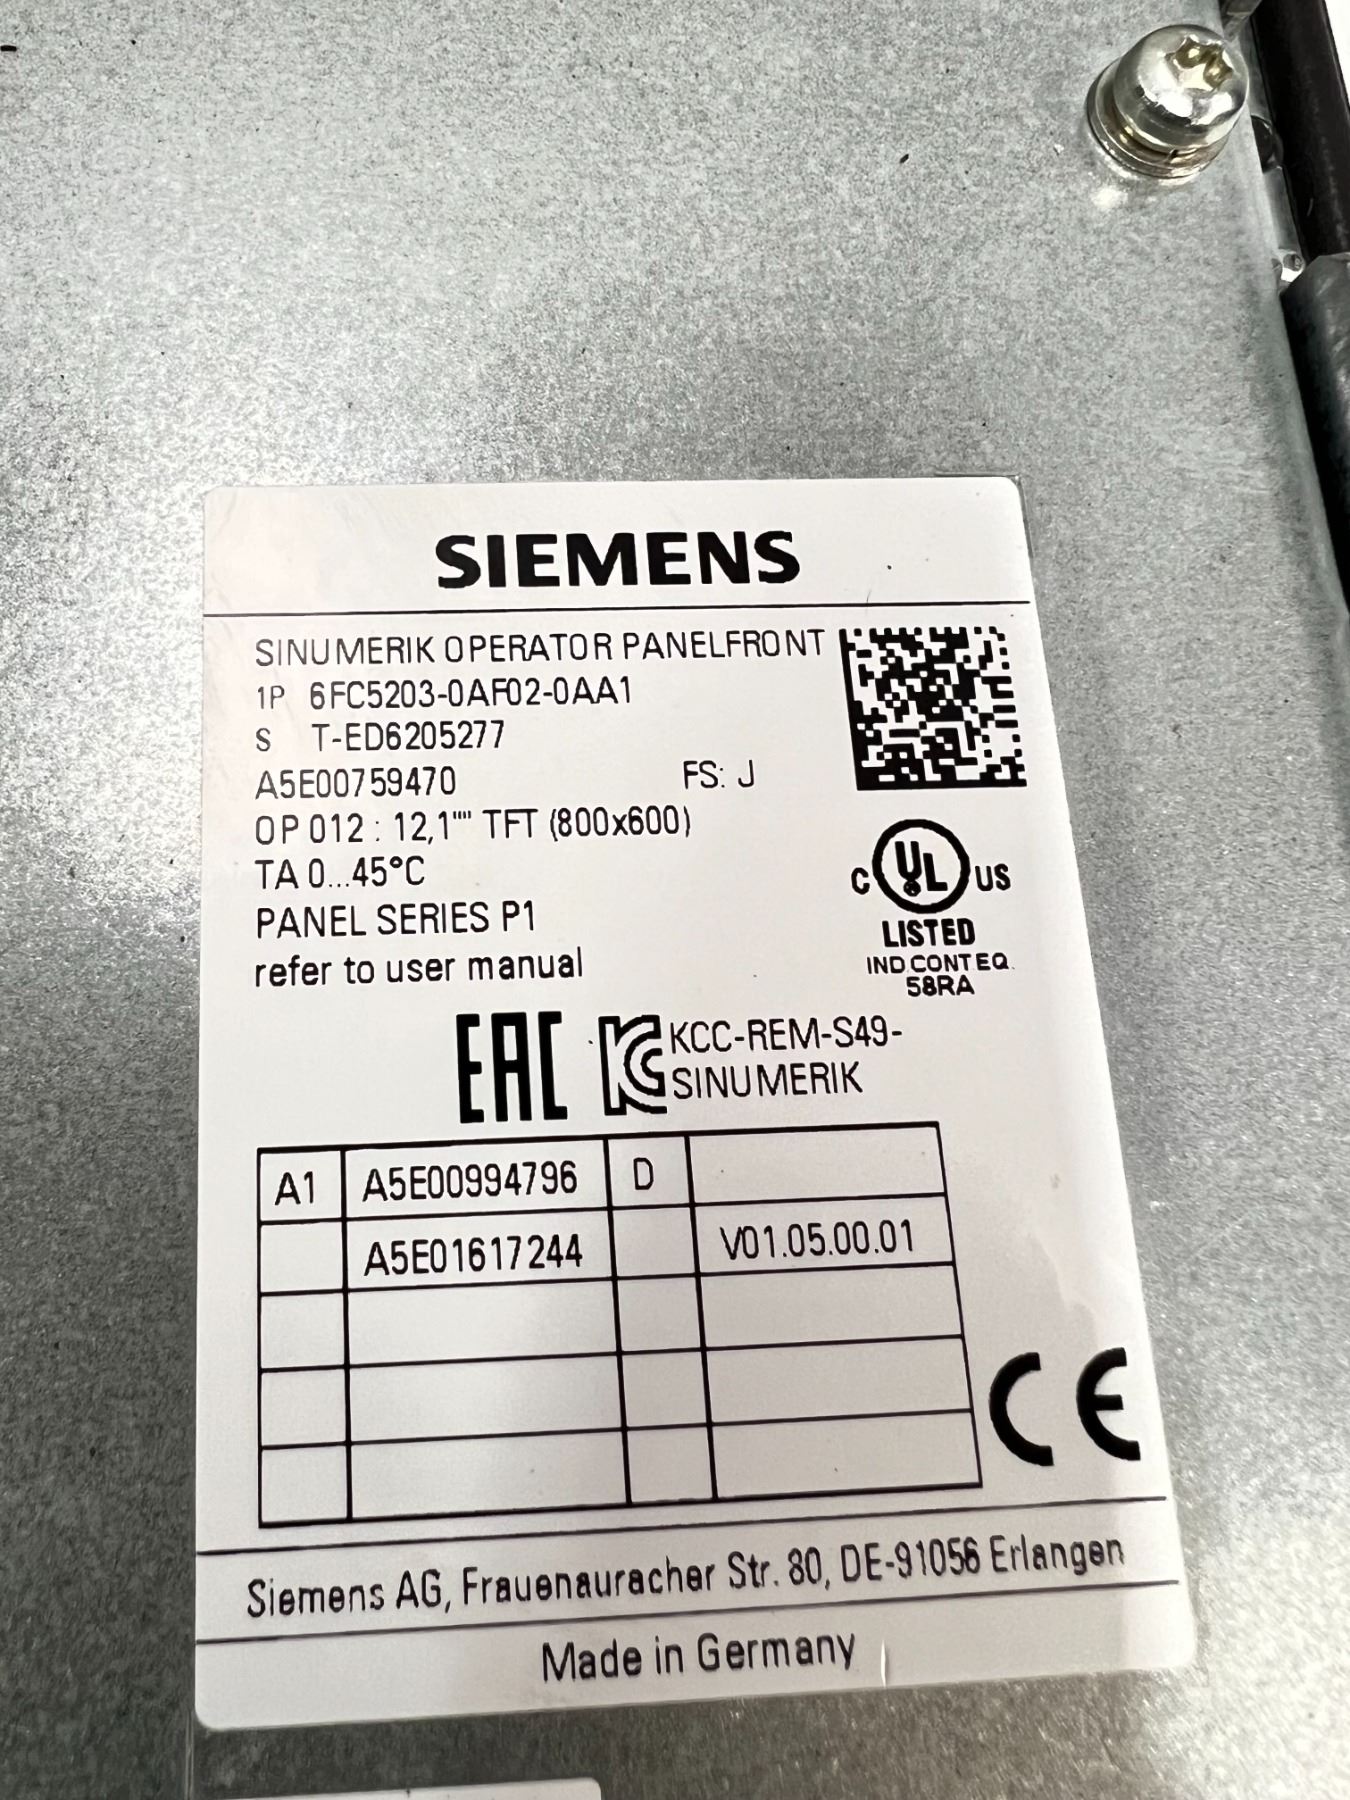 SIEMENS
SINUMERIK OPERATOR PANELFRONT
1P 6FC5203-0AF02-0AA1
S T-ED6205277
A5E00759470 FS: J
OP 012 : 12,1"" TFT (800x600)
TA 0...45°C
PANEL SERIES P1
refer to user manual
C UL US
LISTED
IND.CONT.EQ.
58RA
EAC KC KCC-REM-S49-
SINUMERIK
A1 A5E00994796 D
A5E01617244 V01.05.00.01
CE
Siemens AG, Frauenauracher Str. 80, DE-91056 Erlangen
Made in Germany